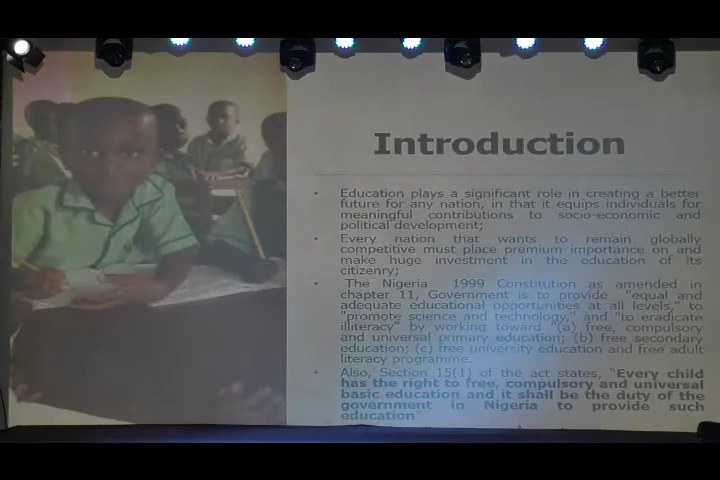 Introduction
Education plays a significant role in creating a better
future for any nation, in that it equips individuals for
meaningful contributions to socio-economic and
political development;
Every nation that wants to remain globally
competitive must place premium importance on and
make huge investment in the education of its
citizenry;
The Nigeria 1999 Constitution as amended in
chapter 11, Government is to provide "equal and
adequate educational opportunities at all levels," to
"promote science and technology," and "to eradicate
illiteracy" by working toward "(a) free, compulsory
and universal primary education; (b) free secondary
education; (c) free university education and free adult
literacy programme.
Also, Section 15(1) of the act states, "Every child
has the right to free, compulsory and universal
basic education and it shall be the duty of the
government in Nigeria to provide such
education"